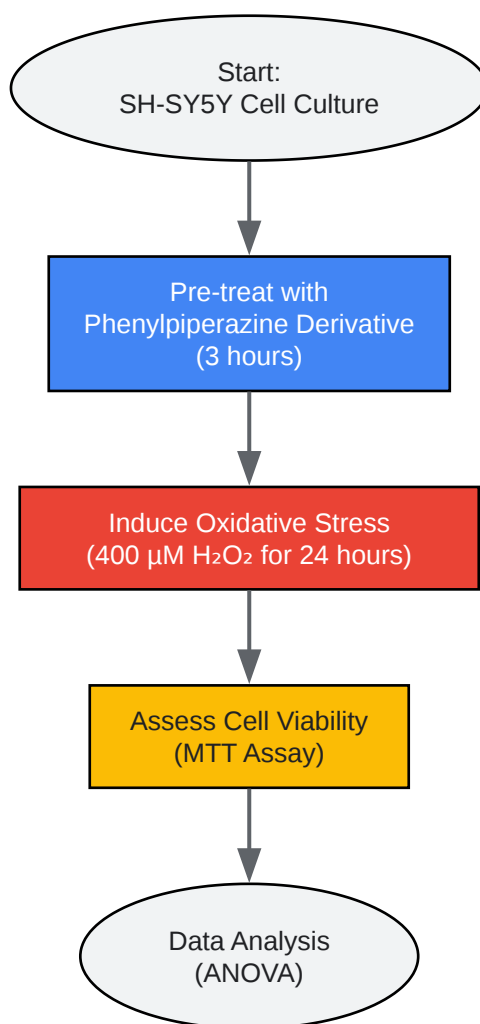 Start:
SH-SY5Y Cell Culture
Pre-treat with
Phenylpiperazine Derivative
(3 hours)
Induce Oxidative Stress
(400 µM H₂O₂ for 24 hours)
Assess Cell Viability
(MTT Assay)
Data Analysis
(ANOVA)